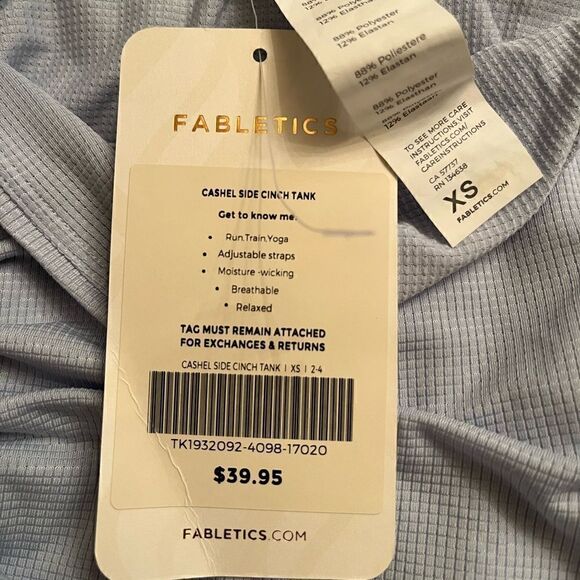 FABLETICS
CASHEL SIDE CINCH TANK
Get to know me:
• Run.Train.Yoga
• Adjustable straps
• Moisture -wicking
• Breathable
• Relaxed
TAG MUST REMAIN ATTACHED
FOR EXCHANGES & RETURNS
CASHEL SIDE CINCH TANK | XS | 2-4
TK1932092-4098-17020
$39.95
FABLETICS.COM
88% Polyester
12% Elastan
88% Poliestere
12% Elastan
88% Polyester
12% Elasthan
TO SEE MORE CARE
INSTRUCTIONS, VISIT
FABLETICS.COM/
CAREINSTRUCTIONS
CA 57737
RN 134638
XS
FABLETICS.COM